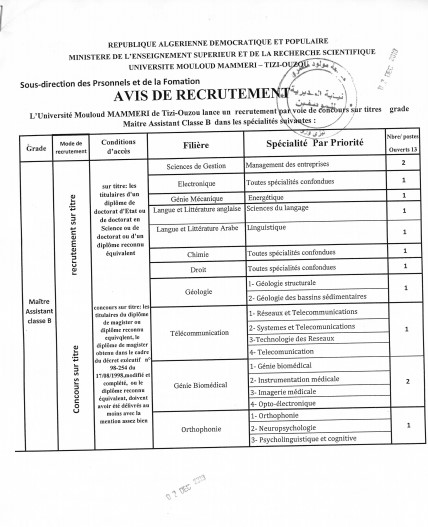 REPUBLIQUE ALGERIENNE DEMOCRATIQUE ET POPULAIRE
MINISTERE DE L'ENSEIGNEMENT SUPERIEUR ET DE LA RECHERCHE SCIENTIFIQUE
UNIVERSITE MOULOUD MAMMERI – TIZI-OUZOU
Sous-direction des Prsonnels et de la Fomation
AVIS DE RECRUTEMENT
L'Université Mouloud MAMMERI de Tizi-Ouzou lance un recrutement par voie de concours sur titres grade
Maitre Assistant Classe B dans les spécialités suivantes :
Grade
Mode de
recrutement
Conditions
d'accès
Filière
Spécialité Par Priorité
Nbre/ postes
Ouverts 13
Maître
Assistant
classe B
recrutement sur titre
sur titre: les
titulaires d'un
diplôme de
doctorat d'Etat ou
de doctorat en
Science ou de
doctorat ou d'un
diplôme reconnu
équivalent
Concours sur titre
concours sur titre: les
titulaires du diplôme
de magister ou
diplôme reconnu
équivqlent, le
diplôme de magister
obtenu dans le cadre
du décret exécutif n°
98-254 du
17/08/1998,modifié et
complété, ou le
diplôme reconnu
équivalent, doivent
avoir été délivrés au
moins avec la
mention assez bien
Sciences de Gestion
Management des entreprises
2
Electronique
Toutes spécialités confondues
1
Génie Mécanique
Energétique
1
Langue et Littérature anglaise
Sciences du langage
1
Langue et Littérature Arabe
Linguistique
1
Chimie
Toutes spécialités confondues
1
Droit
Toutes spécialités confondues
1
Géologie
1- Géologie structurale
2- Géologie des bassins sédimentaires
1
Télécommunication
1- Réseaux et Telecommunications
2- Systemes et Telecommunications
3-Technologie des Reseaux
4- Telecommunication
1
Génie Biomédical
1- Génie biomédical
2- Instrumentation médicale
3- Imagerie médicale
4- Opto-électronique
2
Orthophonie
1- Orthophonie
2- Neuropsychologie
3- Psycholinguistique et cognitive
1